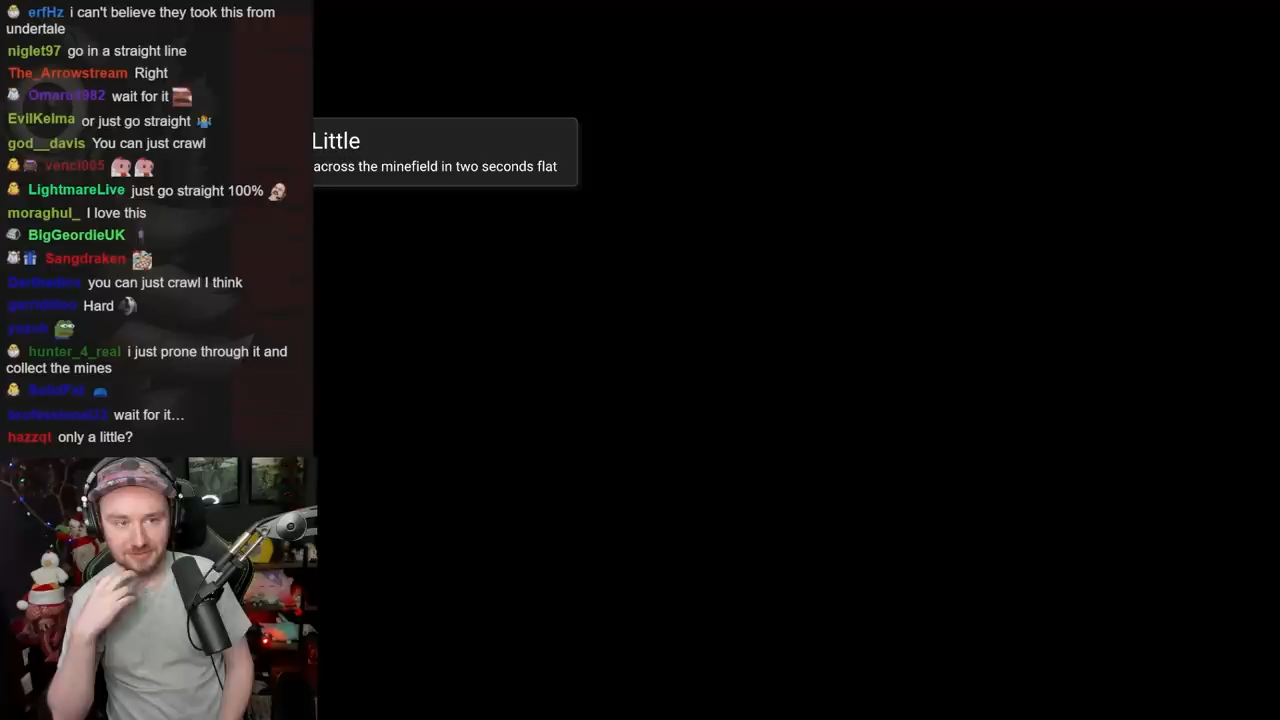 erfHz i can't believe they took this from
undertale
niglet97 go in a straight line
The_Arrowstream Right
wait for it
EvilKelma or just go straight
god__davis You can just crawl
venci005
LightmareLive just go straight 100%
moraghul_ I love this
BIgGeordieUK
Sangdraken
you can just crawl I think
Hard
hunter_4_real i just prone through it and
collect the mines
wait for it…
hazzqt only a little?
Little
across the minefield in two seconds flat